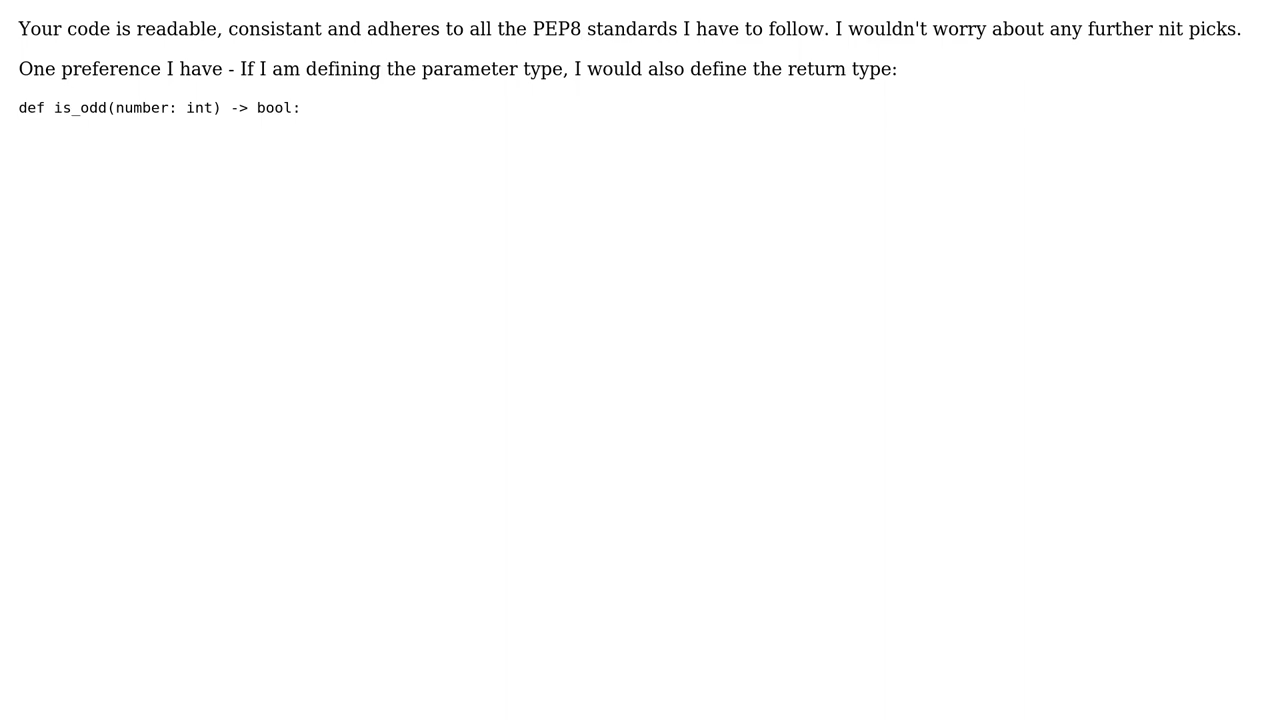 Your code is readable, consistant and adheres to all the PEP8 standards I have to follow. I wouldn't worry about any further nit picks.
One preference I have - If I am defining the parameter type, I would also define the return type:
def is_odd(number: int) -> bool: